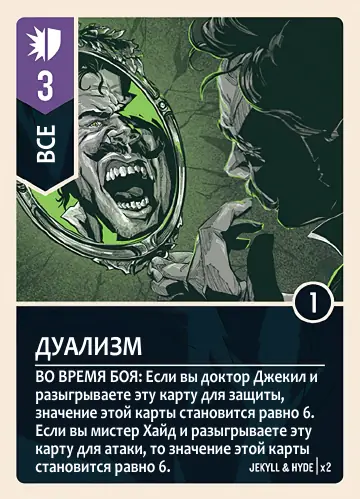 3
ВСЕ
1
ДУАЛИЗМ
ВО ВРЕМЯ БОЯ: Если вы доктор Джекил и
разыгрываете эту карту для защиты,
значение этой карты становится равно 6.
Если вы мистер Хайд и разыгрываете эту
карту для атаки, то значение этой карты
становится равно 6.
JEKYLL & HYDE | x2